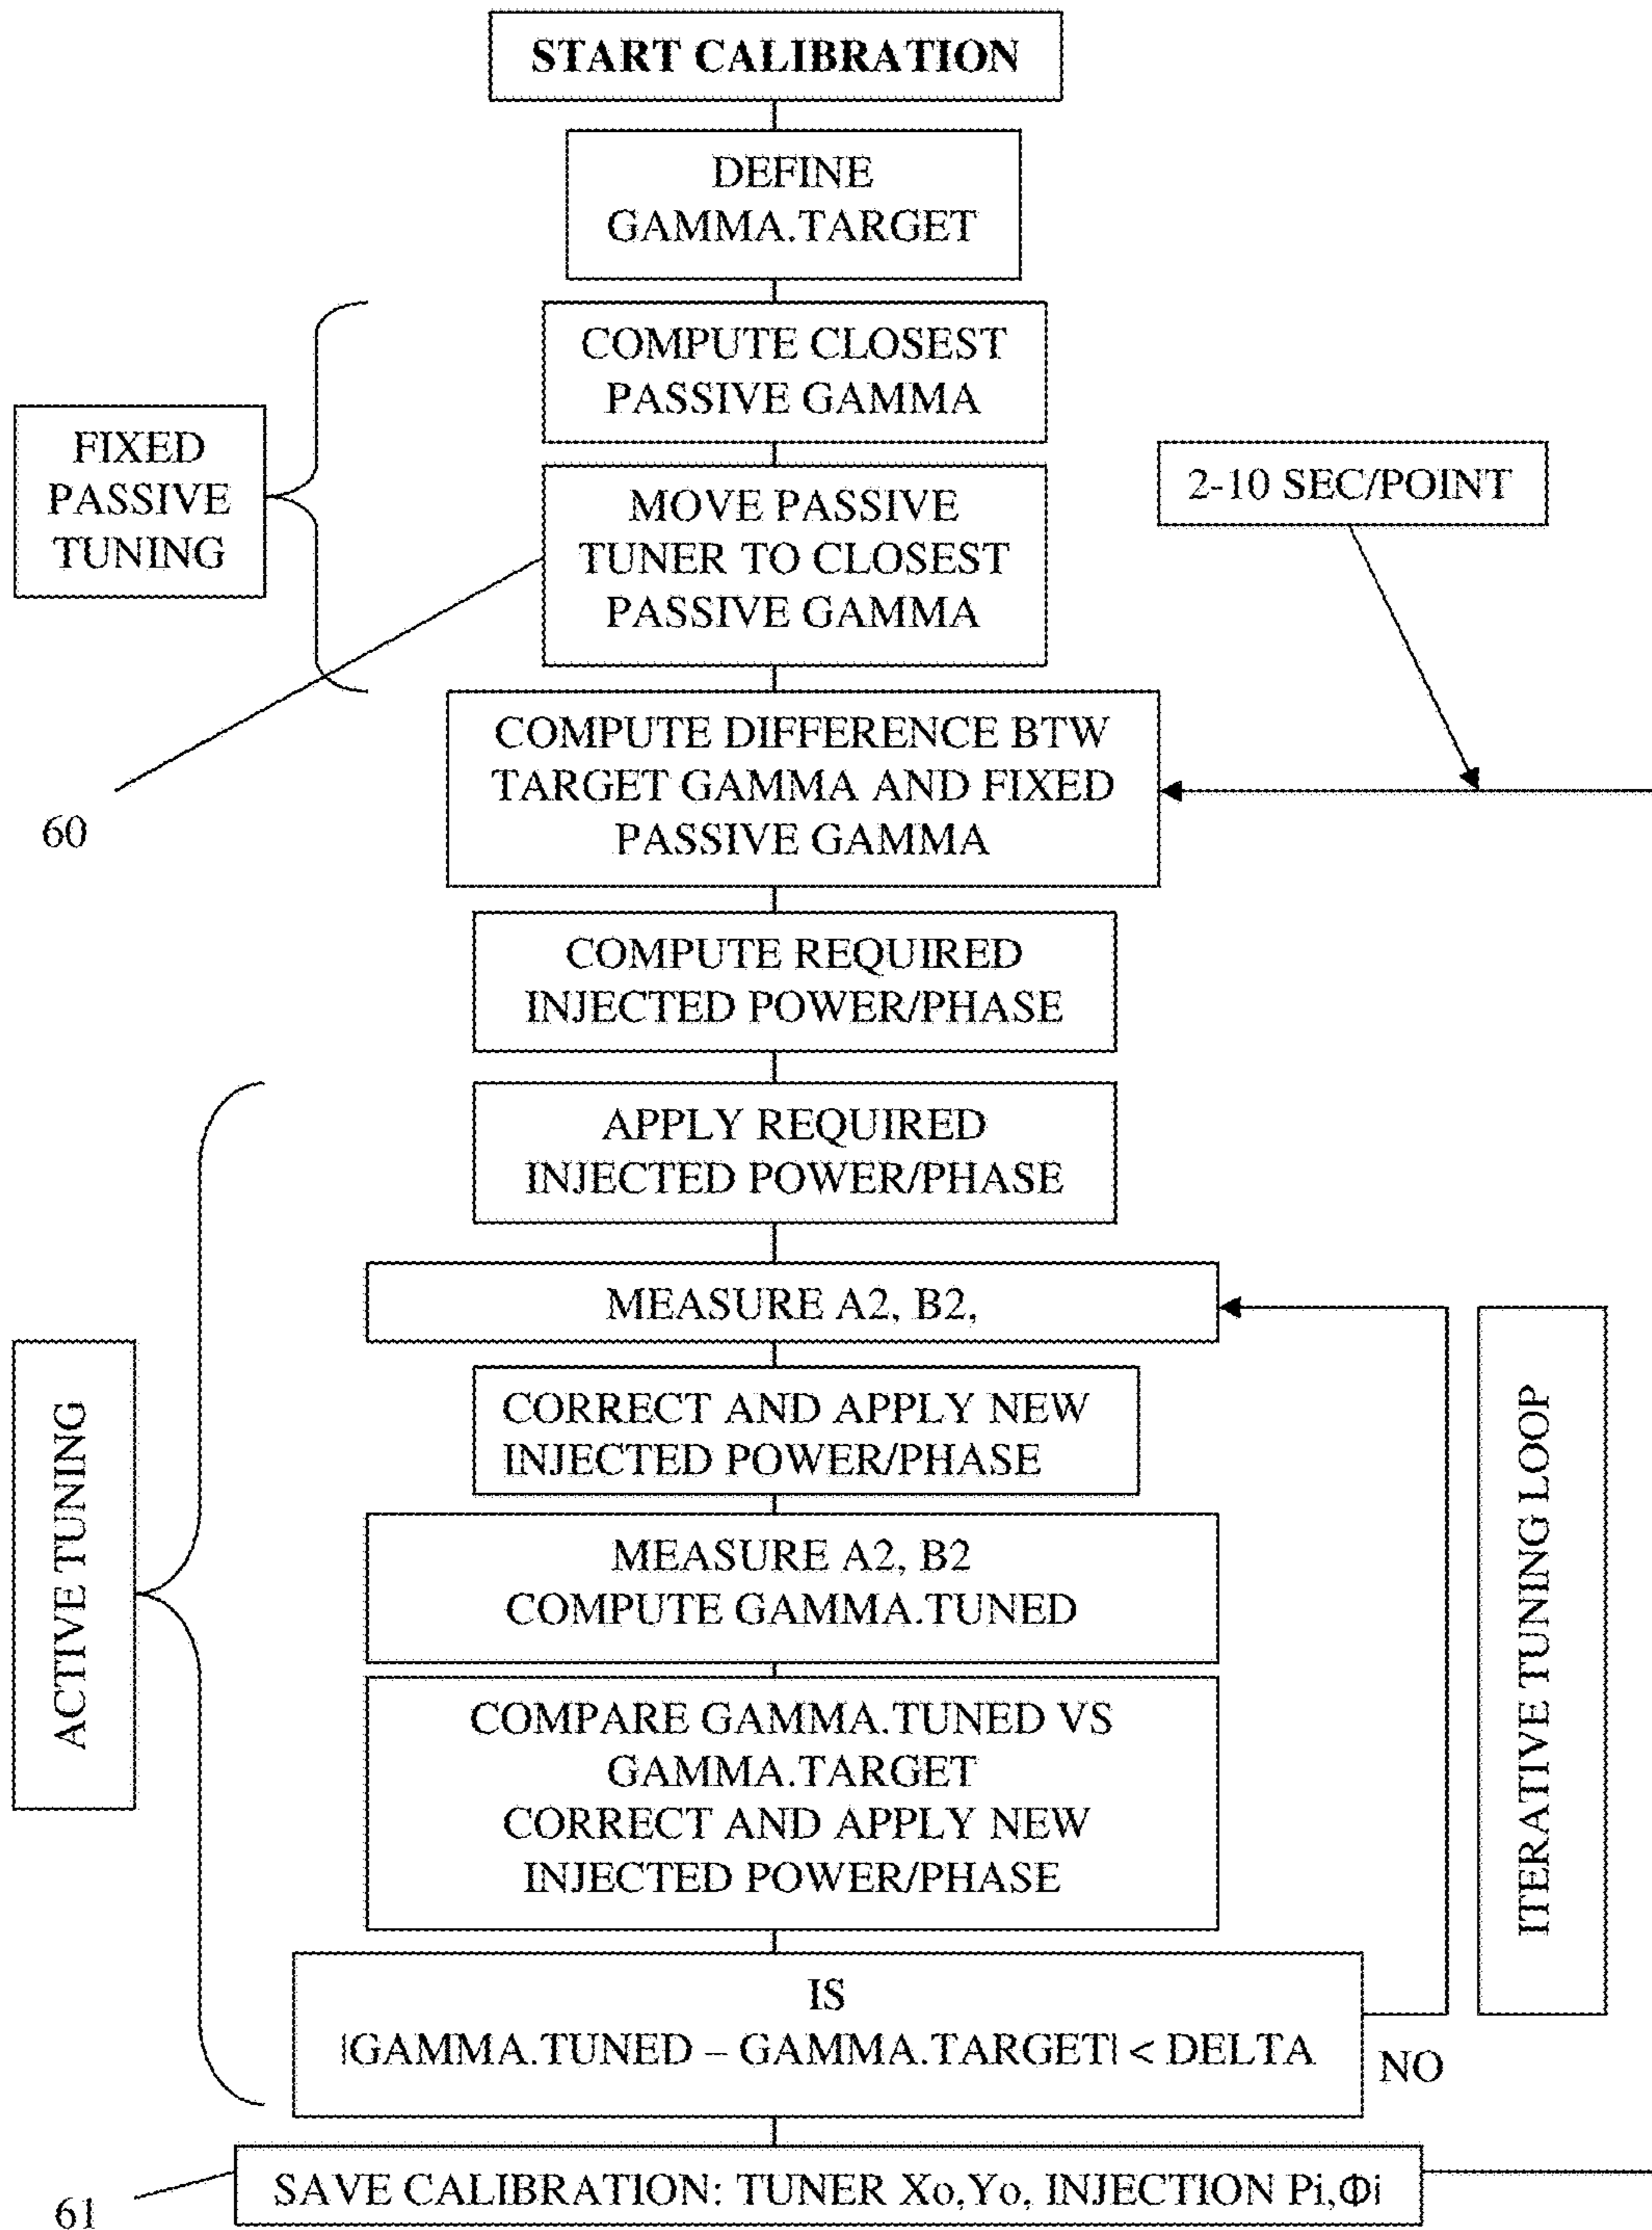 START CALIBRATION
DEFINE
GAMMA.TARGET
COMPUTE CLOSEST
PASSIVE GAMMA
FIXED
PASSIVE
TUNING
2-10 SEC/POINT
MOVE PASSIVE
TUNER TO CLOSEST
PASSIVE GAMMA
COMPUTE DIFFERENCE BTW
TARGET GAMMA AND FIXED
PASSIVE GAMMA
60
COMPUTE REQUIRED
INJECTED POWER/PHASE
APPLY REQUIRED
INJECTED POWER/PHASE
MEASURE A2, B2,
CORRECT AND APPLY NEW
INJECTED POWER/PHASE
ACTIVE TUNING
ITERATIVE TUNING LOOP
MEASURE A2, B2
COMPUTE GAMMA.TUNED
COMPARE GAMMA.TUNED VS
GAMMA.TARGET
CORRECT AND APPLY NEW
INJECTED POWER/PHASE
IS
|GAMMA.TUNED – GAMMA.TARGET| < DELTA
NO
SAVE CALIBRATION: TUNER Xo,Yo, INJECTION Pi,Φi
61